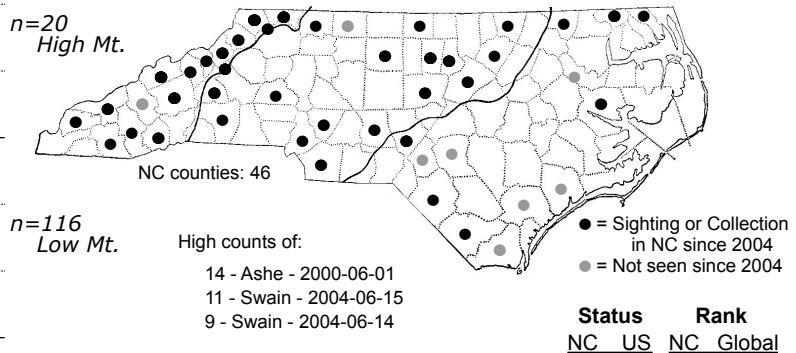 n=20
High Mt.
NC counties: 46
n=116
Low Mt.
High counts of:
14 - Ashe - 2000-06-01
11 - Swain - 2004-06-15
9 - Swain - 2004-06-14
= Sighting or Collection
in NC since 2004
= Not seen since 2004
Status Rank
NC US NC Global